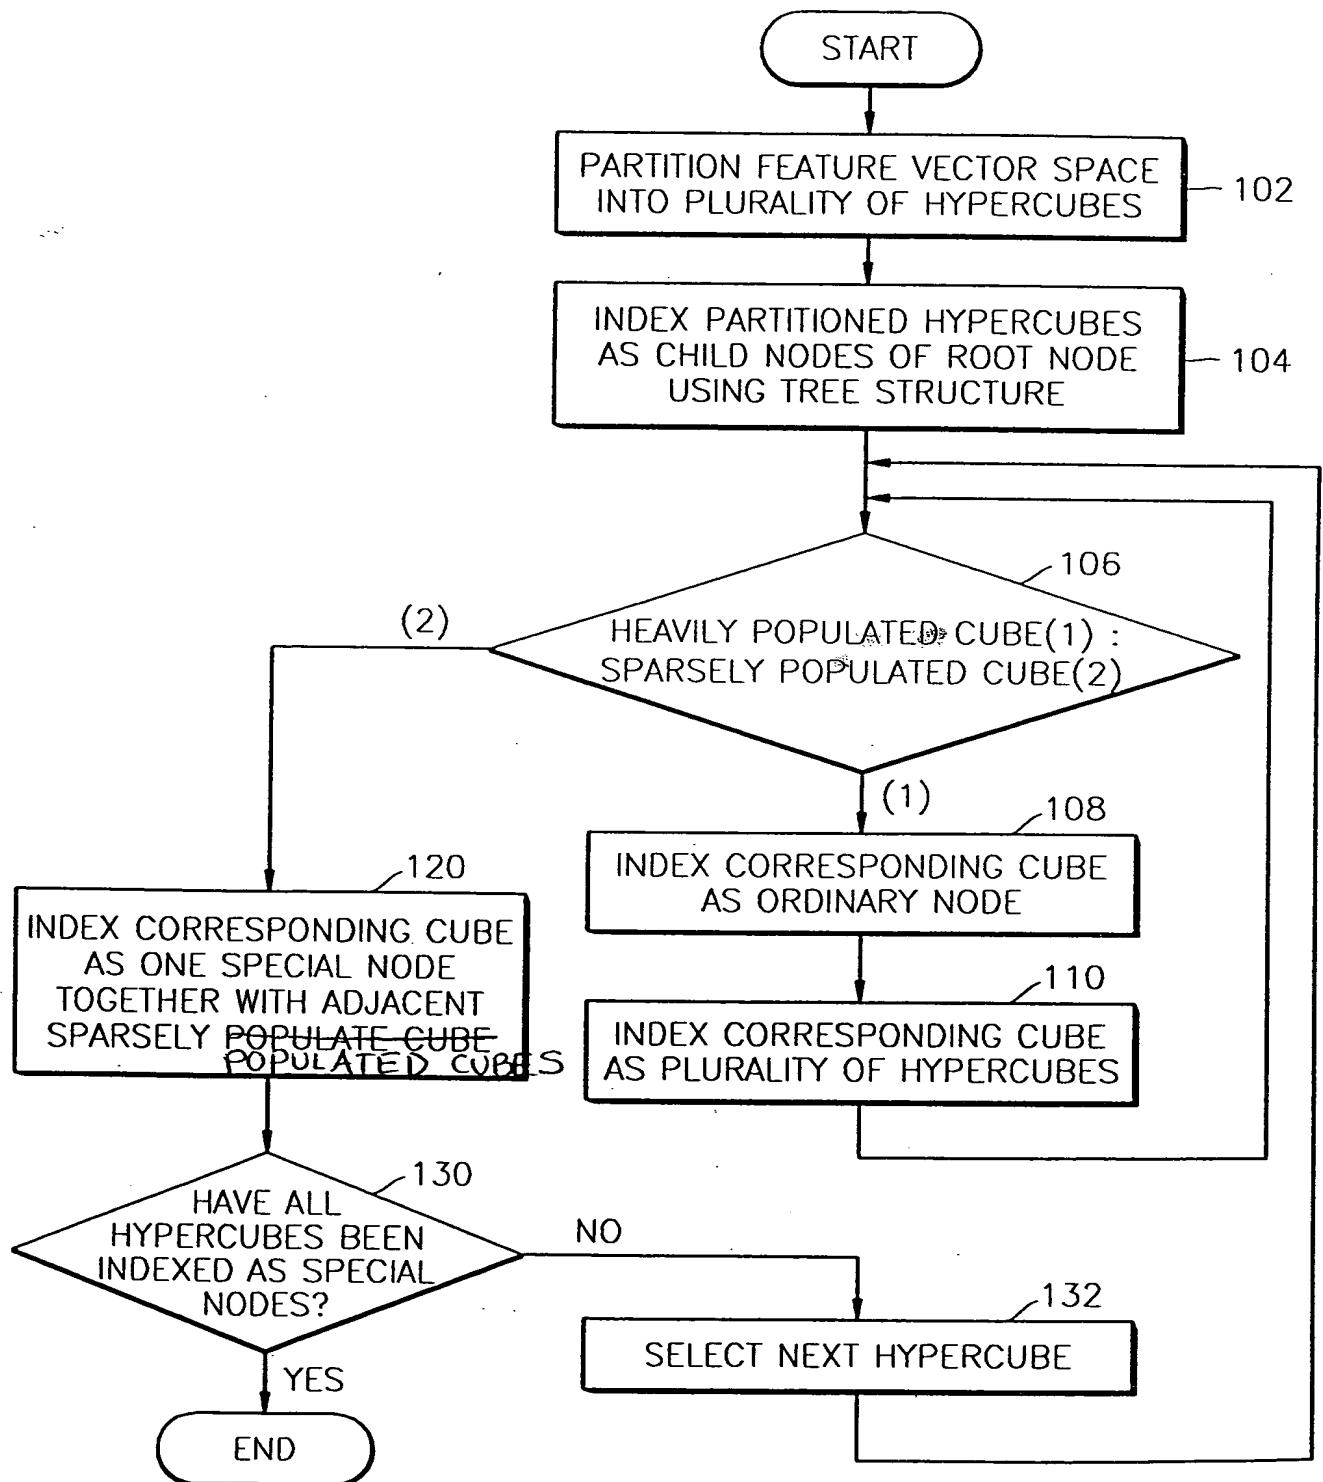 START
PARTITION FEATURE VECTOR SPACE
INTO PLURALITY OF HYPERCUBES
102
INDEX PARTITIONED HYPERCUBES
AS CHILD NODES OF ROOT NODE
USING TREE STRUCTURE
104
106
(2)
HEAVILY POPULATED CUBE(1) :
SPARSELY POPULATED CUBE(2)
(1)
108
INDEX CORRESPONDING CUBE
AS ORDINARY NODE
120
INDEX CORRESPONDING CUBE
AS ONE SPECIAL NODE
TOGETHER WITH ADJACENT
SPARSELY POPULATE CUBE
POPULATED CUBES
110
INDEX CORRESPONDING CUBE
AS PLURALITY OF HYPERCUBES
130
HAVE ALL
HYPERCUBES BEEN
INDEXED AS SPECIAL
NODES?
NO
132
SELECT NEXT HYPERCUBE
YES
END